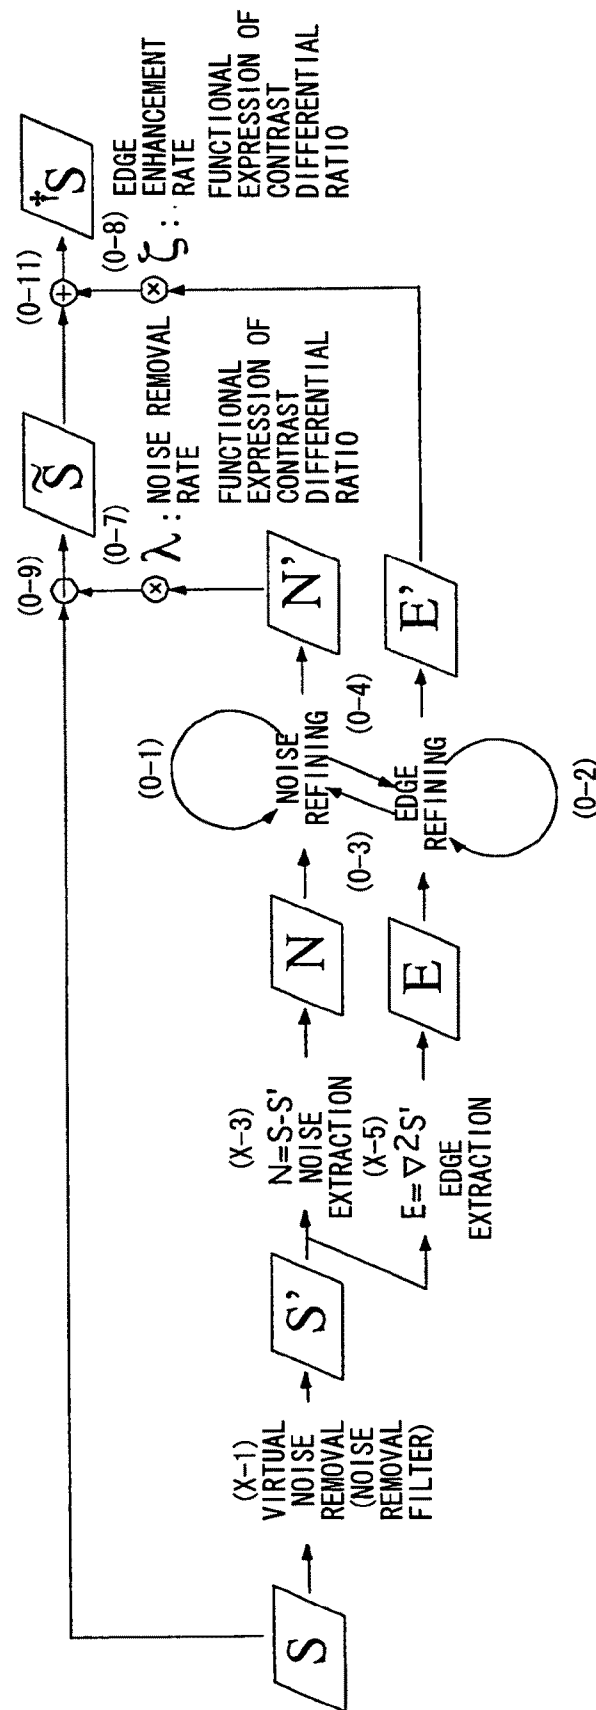 S
(X-1)
VIRTUAL
NOISE
REMOVAL
(NOISE
REMOVAL
FILTER)
S'
(X-3)
N=S-S'
NOISE
EXTRACTION
(X-5)
E=∇2S'
EDGE
EXTRACTION
N
E
(0-1)
NOISE
REFINING
(0-3)
(0-4)
EDGE
REFINING
(0-2)
N'
E'
(0-9)
(0-7)
λ: NOISE REMOVAL
RATE
FUNCTIONAL
EXPRESSION OF
CONTRAST
DIFFERENTIAL
RATIO
S̃
(0-11)
(0-8)
ζ: EDGE
ENHANCEMENT
RATE
FUNCTIONAL
EXPRESSION OF
CONTRAST
DIFFERENTIAL
RATIO
†S